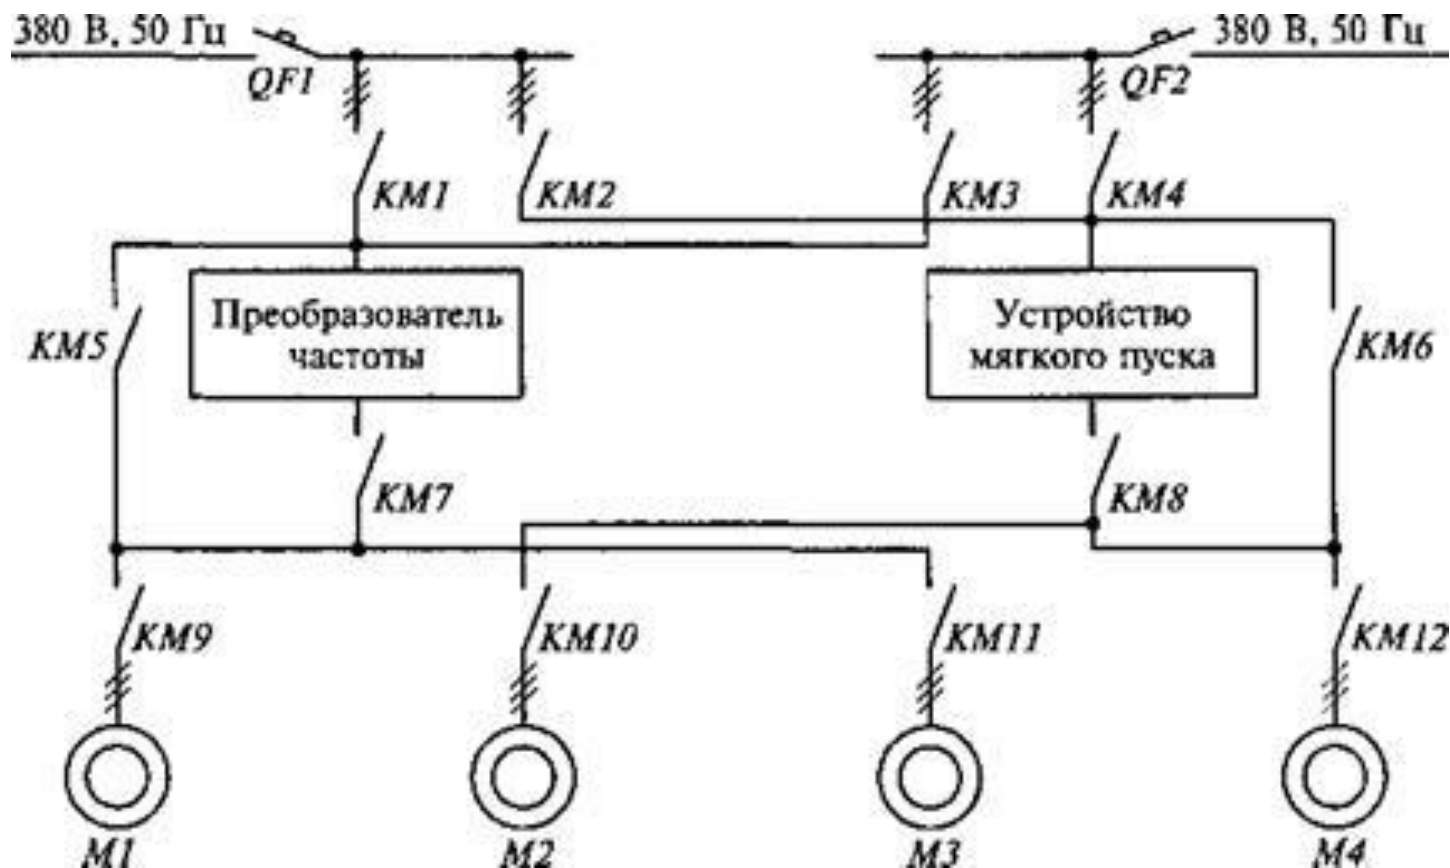 380 В, 50 Гц
380 В, 50 Гц
QF1
QF2
KM1
KM2
KM3
KM4
KM5
Преобразователь
частоты
Устройство
мягкого пуска
KM6
KM7
KM8
KM9
KM10
KM11
KM12
M1
M2
M3
M4